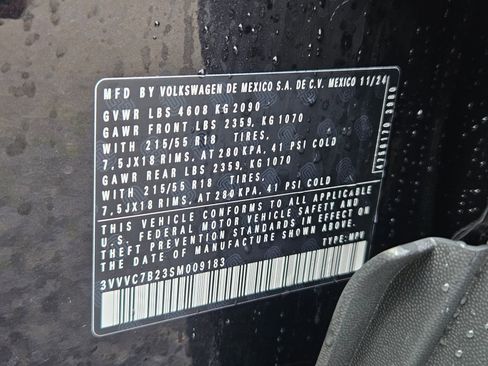 MFD BY VOLKSWAGEN DE MEXICO S.A. DE C.V. MEXICO 11/24
GVWR LBS 4608 KG 2090
GAWR FRONT LBS 2359, KG 1070
WITH 215/55 R18 TIRES,
7.5JX18 RIMS, AT 280 KPA, 41 PSI COLD
GAWR REAR LBS 2359, KG 1070
WITH 215/55 R18 TIRES,
7.5JX18 RIMS, AT 280 KPA, 41 PSI COLD
THIS VEHICLE CONFORMS TO ALL APPLICABLE
U.S. FEDERAL MOTOR VEHICLE SAFETY AND
THEFT PREVENTION STANDARDS IN EFFECT ON
THE DATE OF MANUFACTURE SHOWN ABOVE.
TYPE: MPV
3VVVC7B23SM009183